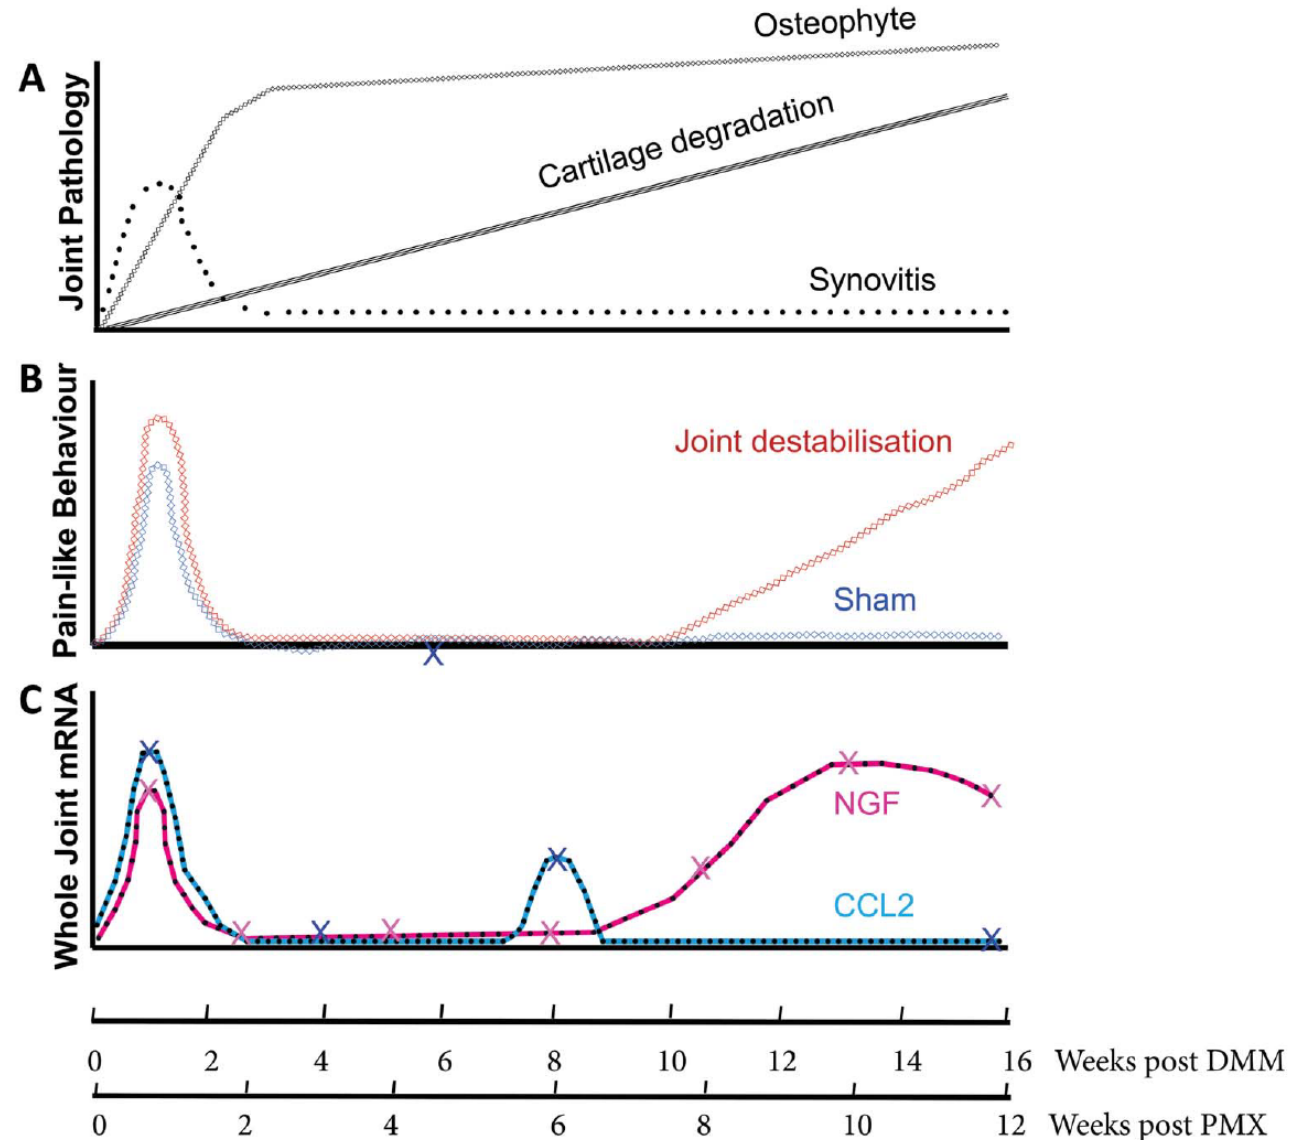 Osteophyte
A
Joint Pathology
Cartilage degradation
Synovitis
B
Pain-like Behaviour
Joint destabilisation
Sham
X
C
Whole Joint mRNA
NGF
CCL2
0 2 4 6 8 10 12 14 16 Weeks post DMM
0 2 4 6 8 10 12 Weeks post PMX